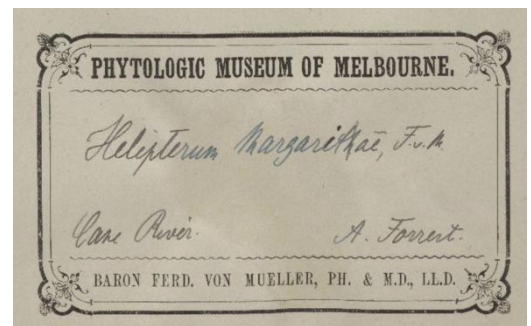 PHYTOLOGIC MUSEUM OF MELBOURNE.
Helipterum Margarethae, F.v.M.
Cane River. A. Forrest.
BARON FERD. VON MUELLER, PH. & M.D., LL.D.